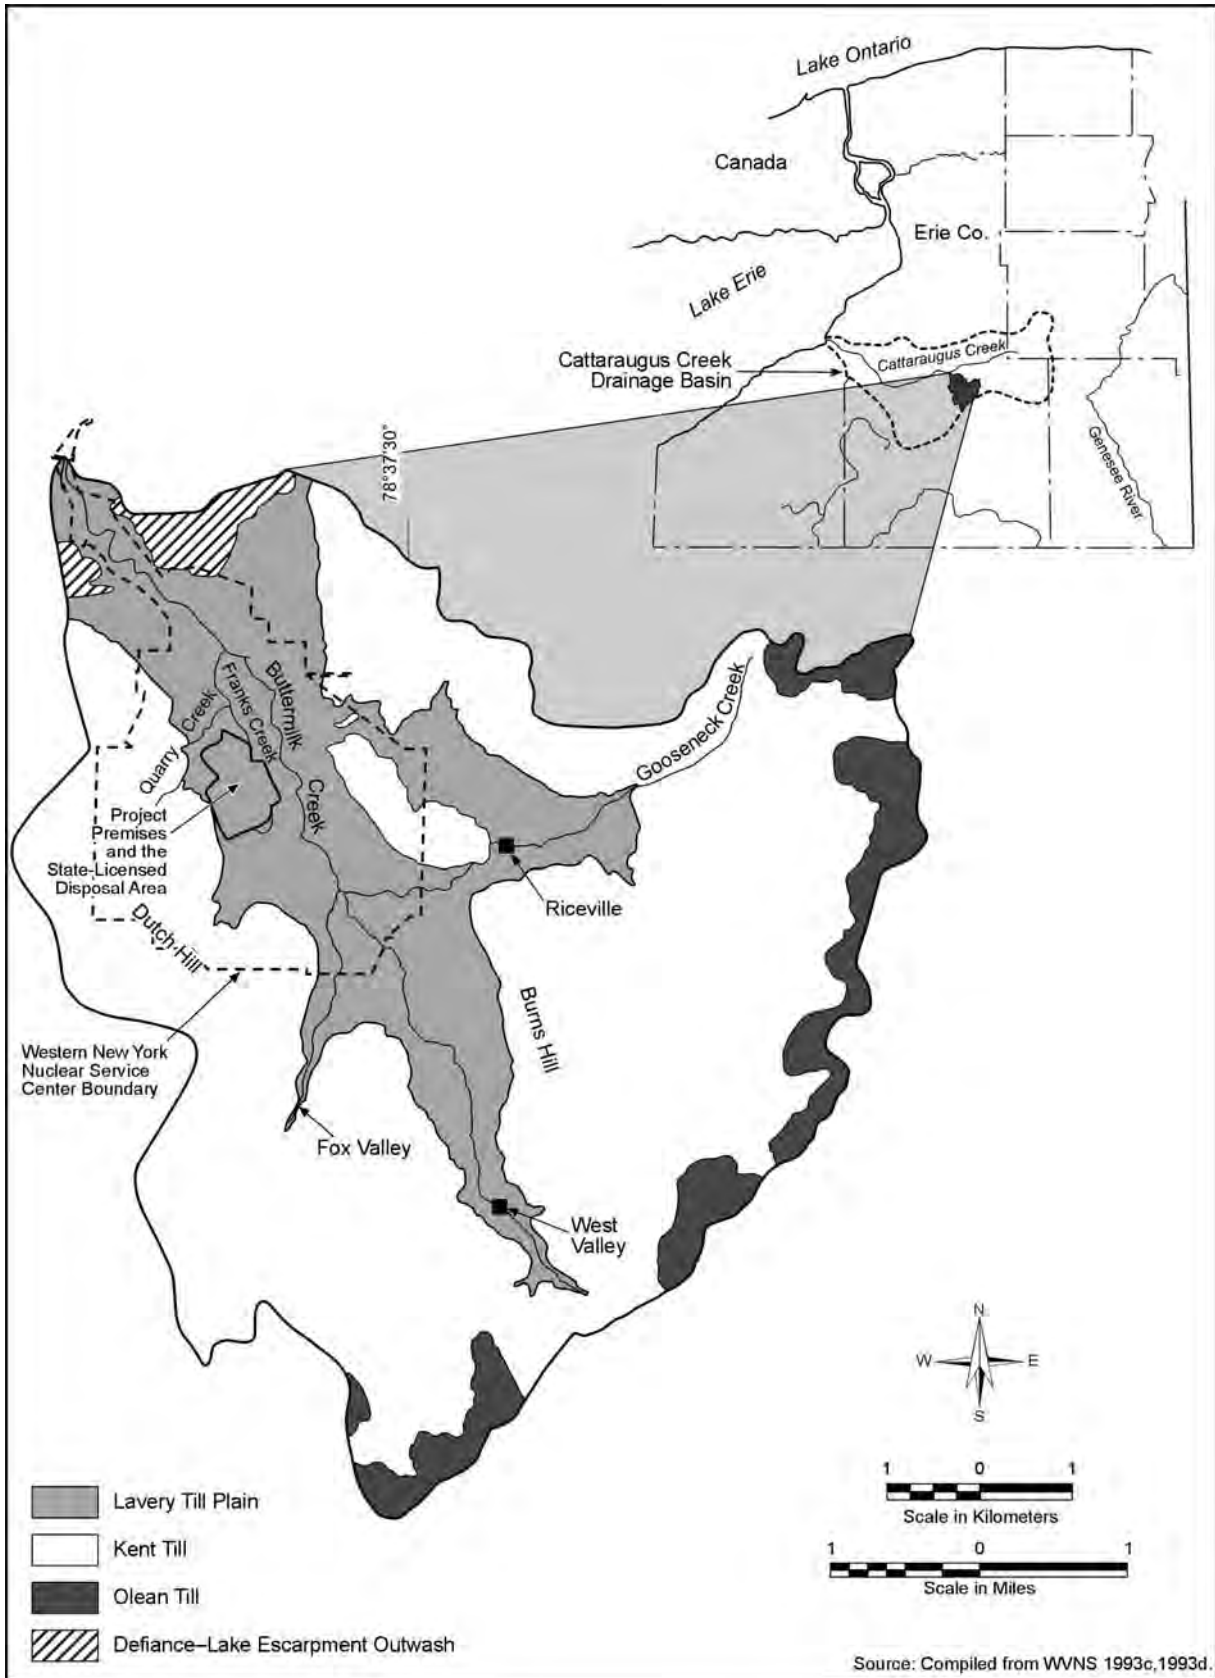 Lake Ontario
Canada
Erie Co.
Lake Erie
Cattaraugus Creek
Cattaraugus Creek
Drainage Basin
Genesee River
78°37'30"
Buttermilk
Creek
Franks Creek
Quarry Creek
Gooseneck Creek
Project
Premises
and the
State-Licensed
Disposal Area
Riceville
Dutch Hill
Burns Hill
Western New York
Nuclear Service
Center Boundary
Fox Valley
West
Valley
N
W E
S
Lavery Till Plain
Kent Till
Olean Till
Defiance–Lake Escarpment Outwash
1 0 1
Scale in Kilometers
1 0 1
Scale in Miles
Source: Compiled from WVNS 1993c,1993d.